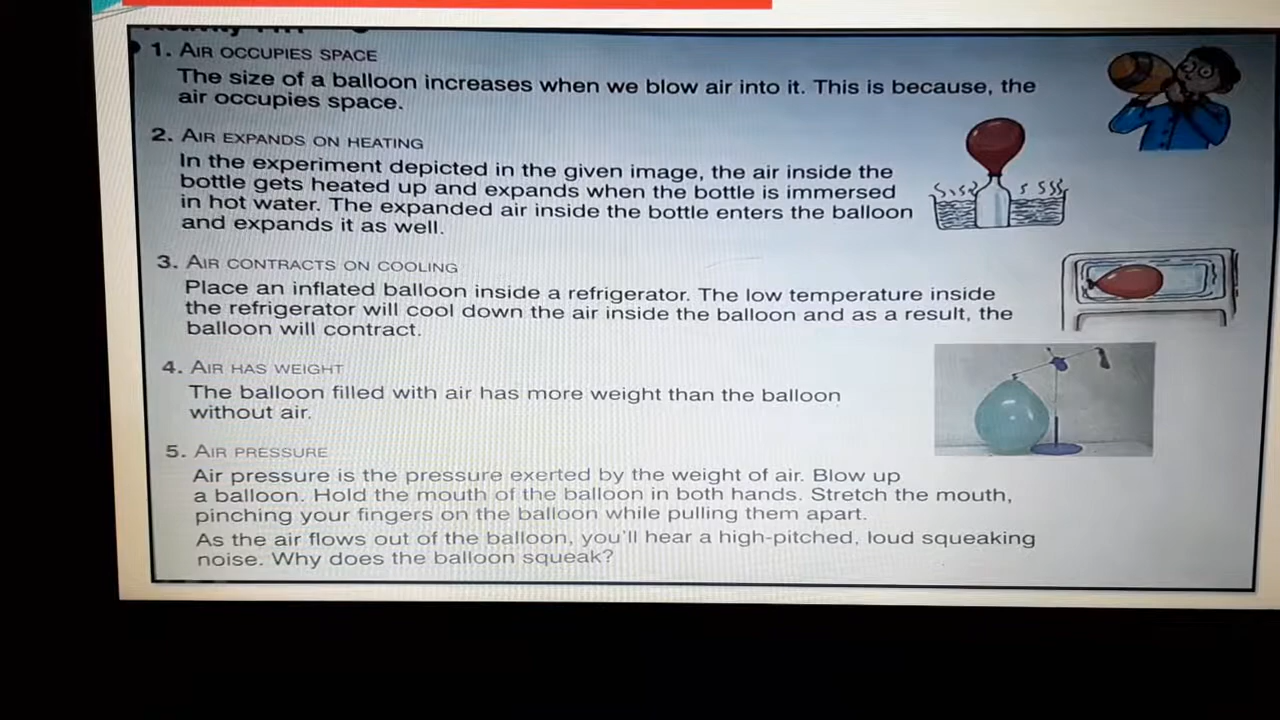 1. AIR OCCUPIES SPACE
The size of a balloon increases when we blow air into it. This is because, the
air occupies space.
2. AIR EXPANDS ON HEATING
In the experiment depicted in the given image, the air inside the
bottle gets heated up and expands when the bottle is immersed
in hot water. The expanded air inside the bottle enters the balloon
and expands it as well.
3. AIR CONTRACTS ON COOLING
Place an inflated balloon inside a refrigerator. The low temperature inside
the refrigerator will cool down the air inside the balloon and as a result, the
balloon will contract.
4. AIR HAS WEIGHT
The balloon filled with air has more weight than the balloon
without air.
5. AIR PRESSURE
Air pressure is the pressure exerted by the weight of air. Blow up
a balloon. Hold the mouth of the balloon in both hands. Stretch the mouth,
pinching your fingers on the balloon while pulling them apart.
As the air flows out of the balloon, you'll hear a high-pitched, loud squeaking
noise. Why does the balloon squeak?